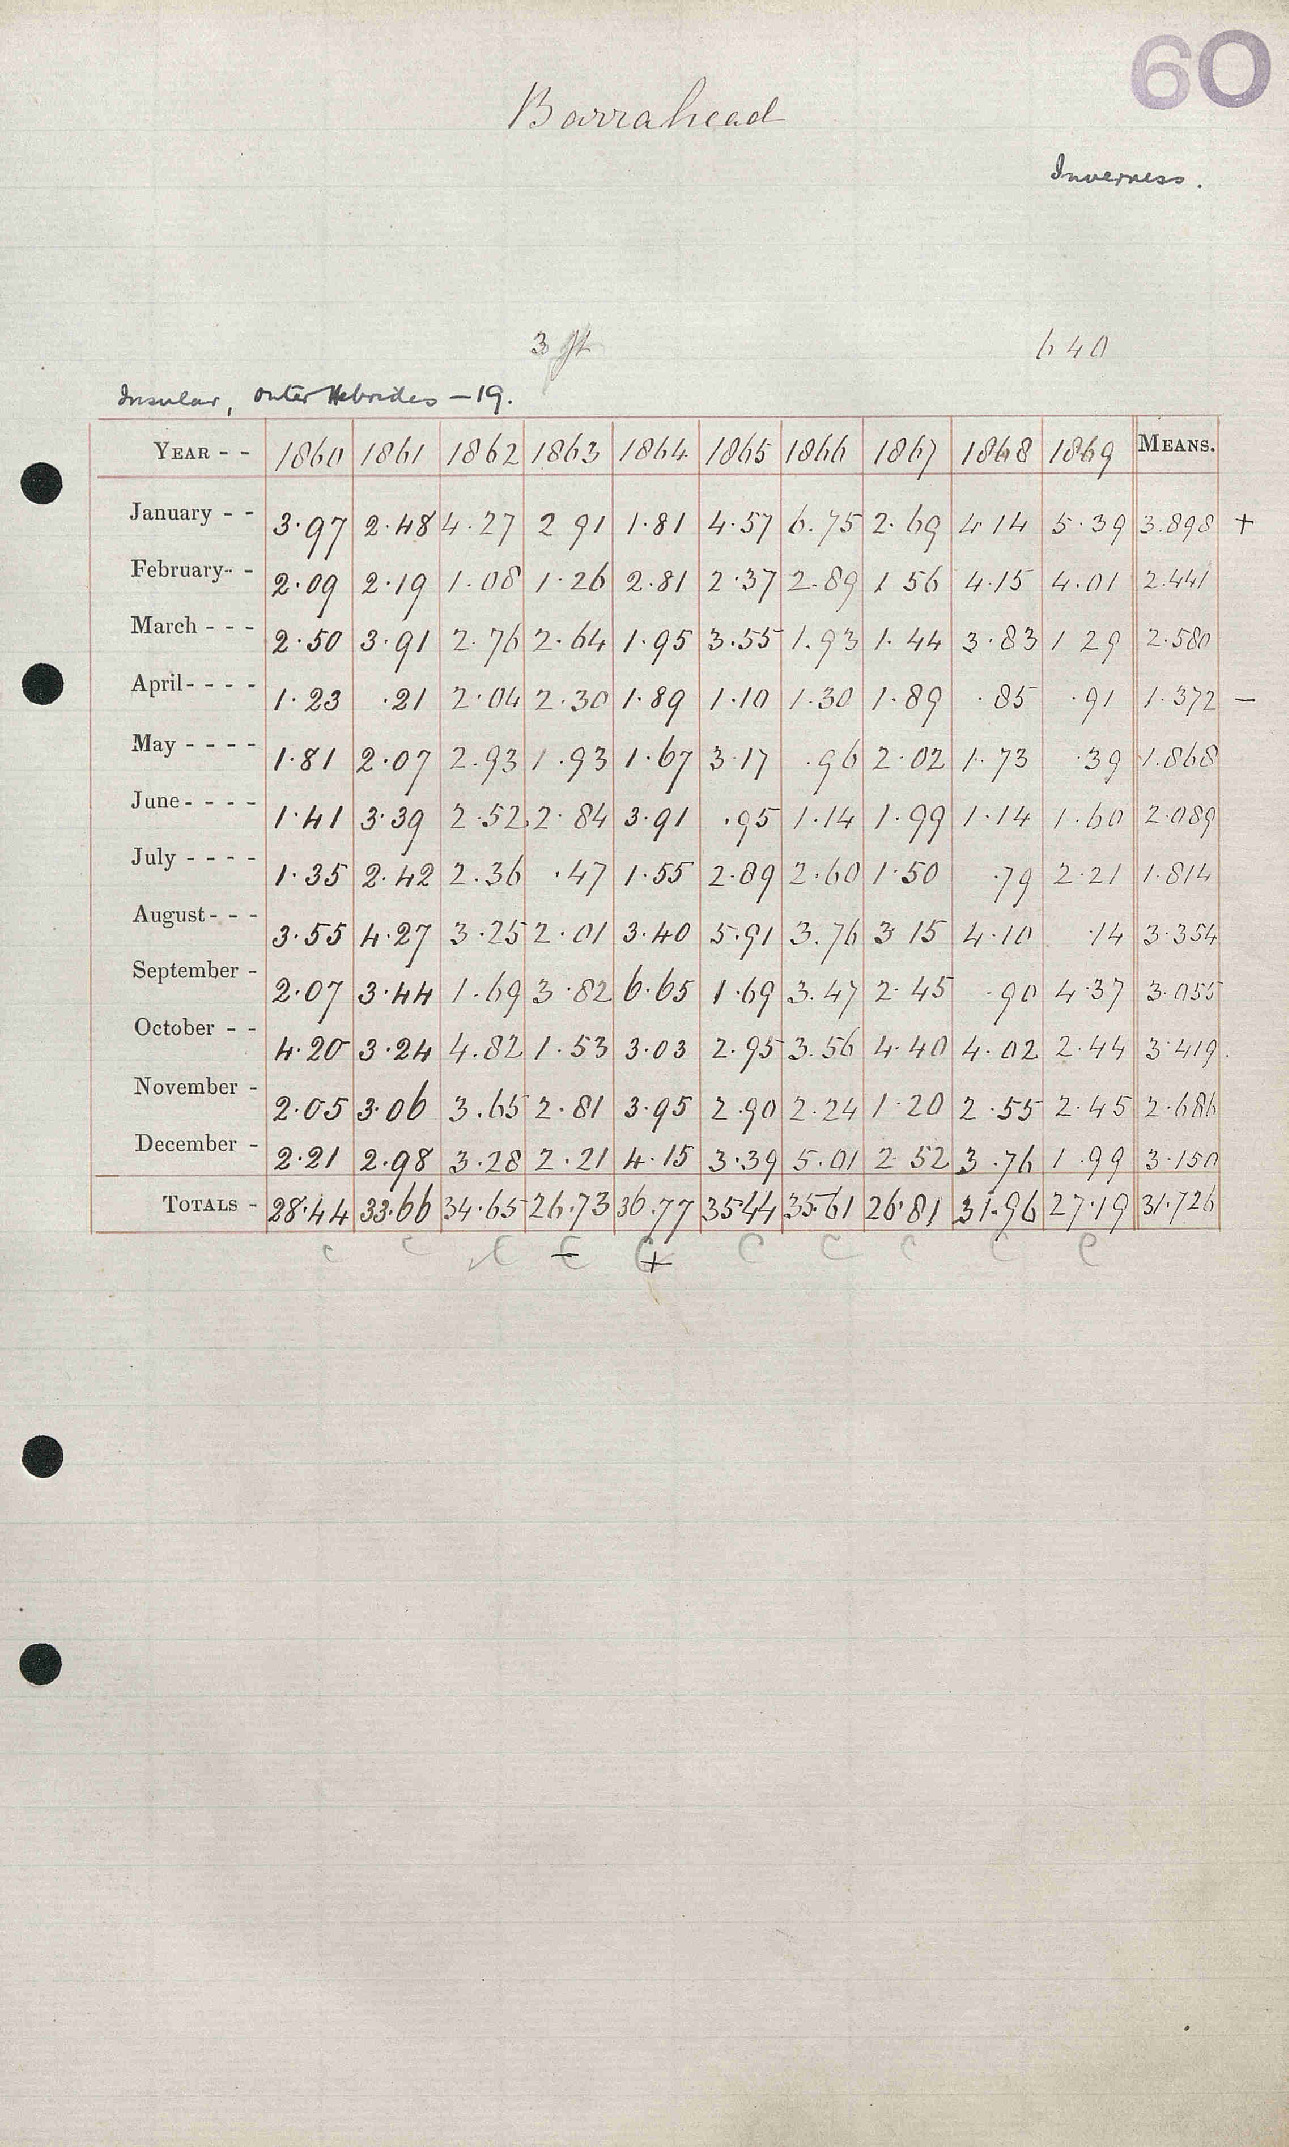 60
Barrahead
Inverness.
3 ft 640
Insular, Outer Hebrides - 19.
YEAR - - 1860 1861 1862 1863 1864 1865 1866 1867 1868 1869 MEANS.
January - - 3.97 2.48 4.27 2 91 1.81 4.57 6.75 2.69 4 14 5.39 3.898 +
February- - 2.09 2.19 1.08 1.26 2.81 2.37 2.89 1 56 4.15 4.01 2.441
March - - - 2.50 3.91 2.76 2.64 1.95 3.55 1.93 1.44 3.83 1 29 2.580
April- - - - 1.23 .21 2.04 2.30 1.89 1.10 1.30 1.89 .85 .91 1.372 -
May - - - - 1.81 2.07 2.93 1.93 1.67 3.17 .96 2.02 1.73 .39 1.868
June- - - - 1.41 3.39 2.52 2.84 3.91 .95 1.14 1.99 1.14 1.60 2.089
July - - - - 1.35 2.42 2.36 .47 1.55 2.89 2.60 1.50 .79 2.21 1.814
August- - - 3.55 4.27 3.25 2.01 3.40 5.91 3.76 3 15 4.10 .14 3.354
September - 2.07 3.44 1.69 3.82 6.65 1.69 3.47 2.45 .90 4.37 3.055
October - - 4.20 3.24 4.82 1.53 3.03 2.95 3.56 4.40 4.02 2.44 3.419
November - 2.05 3.06 3.65 2.81 3.95 2.90 2.24 1.20 2.55 2.45 2.686
December - 2.21 2.98 3.28 2.21 4.15 3.39 5.01 2 52 3.76 1.99 3.150
TOTALS - 28.44 33.66 34.65 26.73 36.77 35.44 35.61 26.81 31.96 27.19 31.726
c c c c c c c c c c
- +